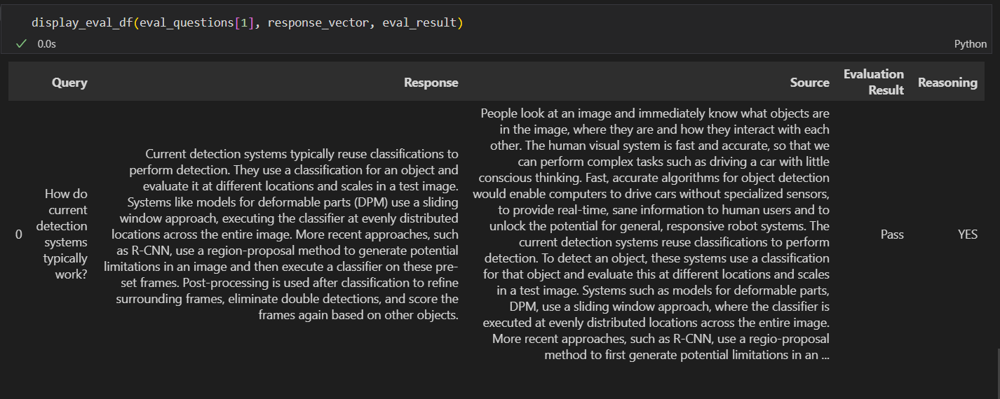 display_eval_df(eval_questions[1], response_vector, eval_result)
0.0s
Python
Query
Response
Source
Evaluation
Result
Reasoning
0
How do
current
detection
systems
typically
work?
Current detection systems typically reuse classifications to
perform detection. They use a classification for an object and
evaluate it at different locations and scales in a test image.
Systems like models for deformable parts (DPM) use a sliding
window approach, executing the classifier at evenly distributed
locations across the entire image. More recent approaches, such
as R-CNN, use a region-proposal method to generate potential
limitations in an image and then execute a classifier on these pre-
set frames. Post-processing is used after classification to refine
surrounding frames, eliminate double detections, and score the
frames again based on other objects.
People look at an image and immediately know what objects are
in the image, where they are and how they interact with each
other. The human visual system is fast and accurate, so that we
can perform complex tasks such as driving a car with little
conscious thinking. Fast, accurate algorithms for object detection
would enable computers to drive cars without specialized sensors,
to provide real-time, sane information to human users and to
unlock the potential for general, responsive robot systems. The
current detection systems reuse classifications to perform
detection. To detect an object, these systems use a classification
for that object and evaluate this at different locations and scales
in a test image. Systems such as models for deformable parts,
DPM, use a sliding window approach, where the classifier is
executed at evenly distributed locations across the entire image.
More recent approaches, such as R-CNN, use a regio-proposal
method to first generate potential limitations in an ...
Pass
YES